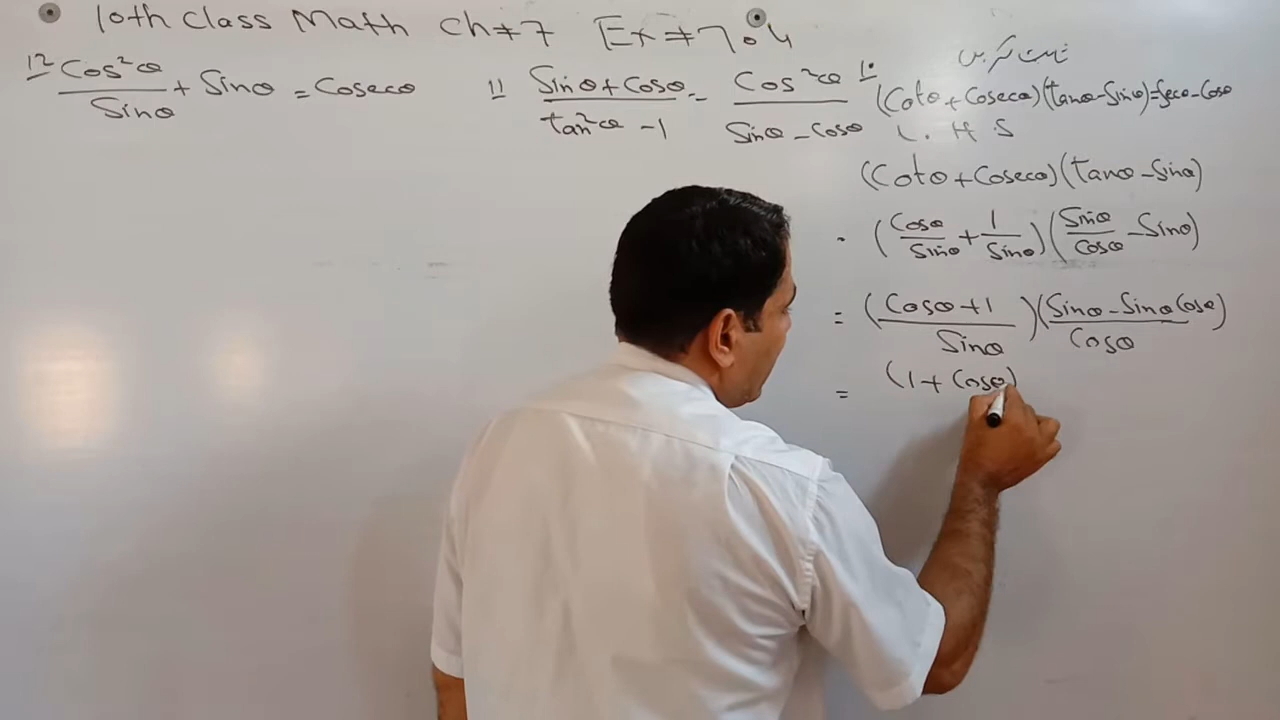 10th Class Math Ch#7 Ex#7.4
12 Cos²θ/Sinθ + Sinθ = Cosecθ
11 Sinθ+Cosθ/tan²θ-1 = Cos²θ/Sinθ-Cosθ
10 ثابت کریں
(Cotθ+Cosecθ)(tanθ-Sinθ)=Secθ-Cosθ
L.H.S
(Cotθ+Cosecθ)(tanθ-Sinθ)
= (Cosθ/Sinθ + 1/Sinθ)(Sinθ/Cosθ - Sinθ)
= (Cosθ+1/Sinθ)(Sinθ-SinθCosθ/Cosθ)
= (1+Cosθ)